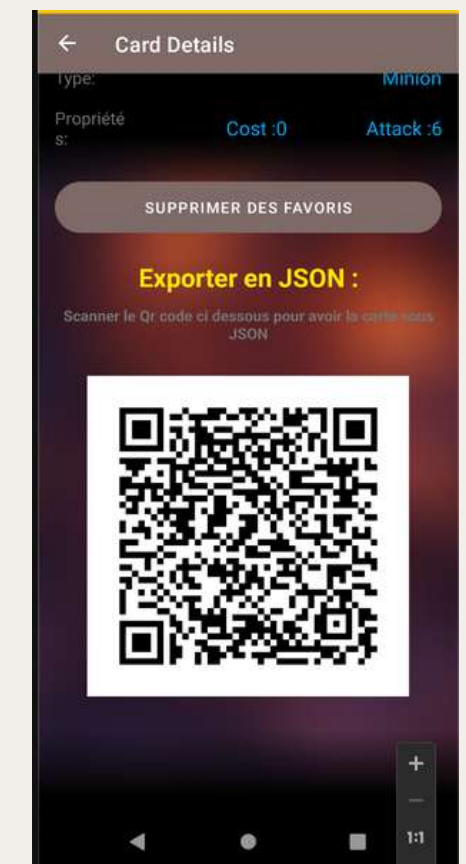 Card Details
Type:
Minion
Propriété
s:
Cost :0
Attack :6
SUPPRIMER DES FAVORIS
Exporter en JSON :
Scanner le Qr code ci dessous pour avoir la carte sous
JSON
1:1